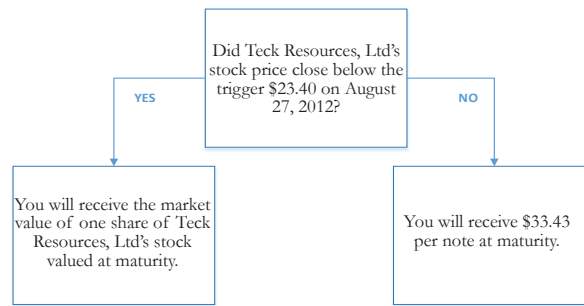 Did Teck Resources, Ltd's
stock price close below the
trigger $23.40 on August
27, 2012?
YES
NO
You will receive the market
value of one share of Teck
Resources, Ltd's stock
valued at maturity.
You will receive $33.43
per note at maturity.